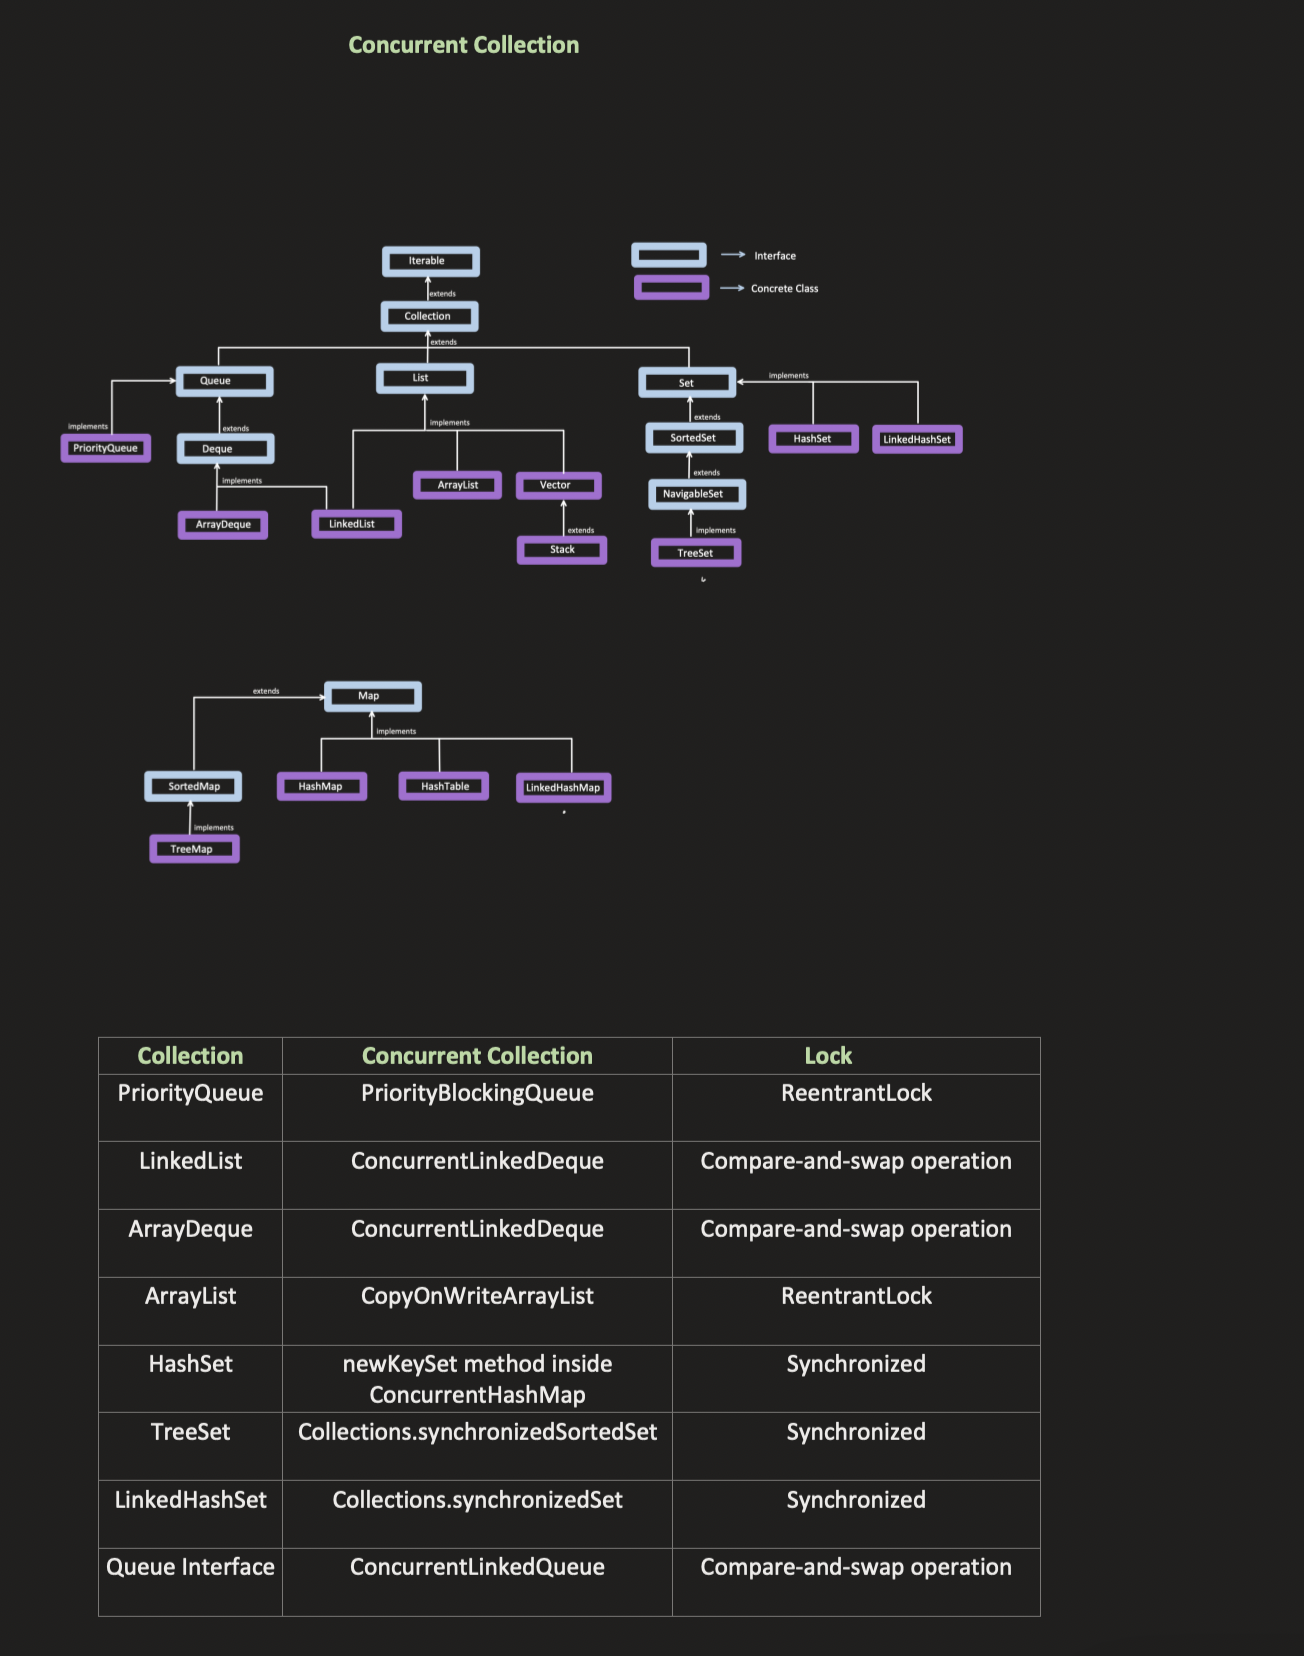 Concurrent Collection
Iterable
Interface
Concrete Class
extends
Collection
extends
Queue
List
Set
implements
implements
PriorityQueue
extends
Deque
implements
extends
SortedSet
HashSet
LinkedHashSet
implements
ArrayDeque
LinkedList
ArrayList
Vector
extends
NavigableSet
extends
Stack
implements
TreeSet
extends
Map
implements
SortedMap
HashMap
HashTable
LinkedHashMap
implements
TreeMap
Collection Concurrent Collection Lock
PriorityQueue PriorityBlockingQueue ReentrantLock
LinkedList ConcurrentLinkedDeque Compare-and-swap operation
ArrayDeque ConcurrentLinkedDeque Compare-and-swap operation
ArrayList CopyOnWriteArrayList ReentrantLock
HashSet newKeySet method inside Synchronized
ConcurrentHashMap
TreeSet Collections.synchronizedSortedSet Synchronized
LinkedHashSet Collections.synchronizedSet Synchronized
Queue Interface ConcurrentLinkedQueue Compare-and-swap operation